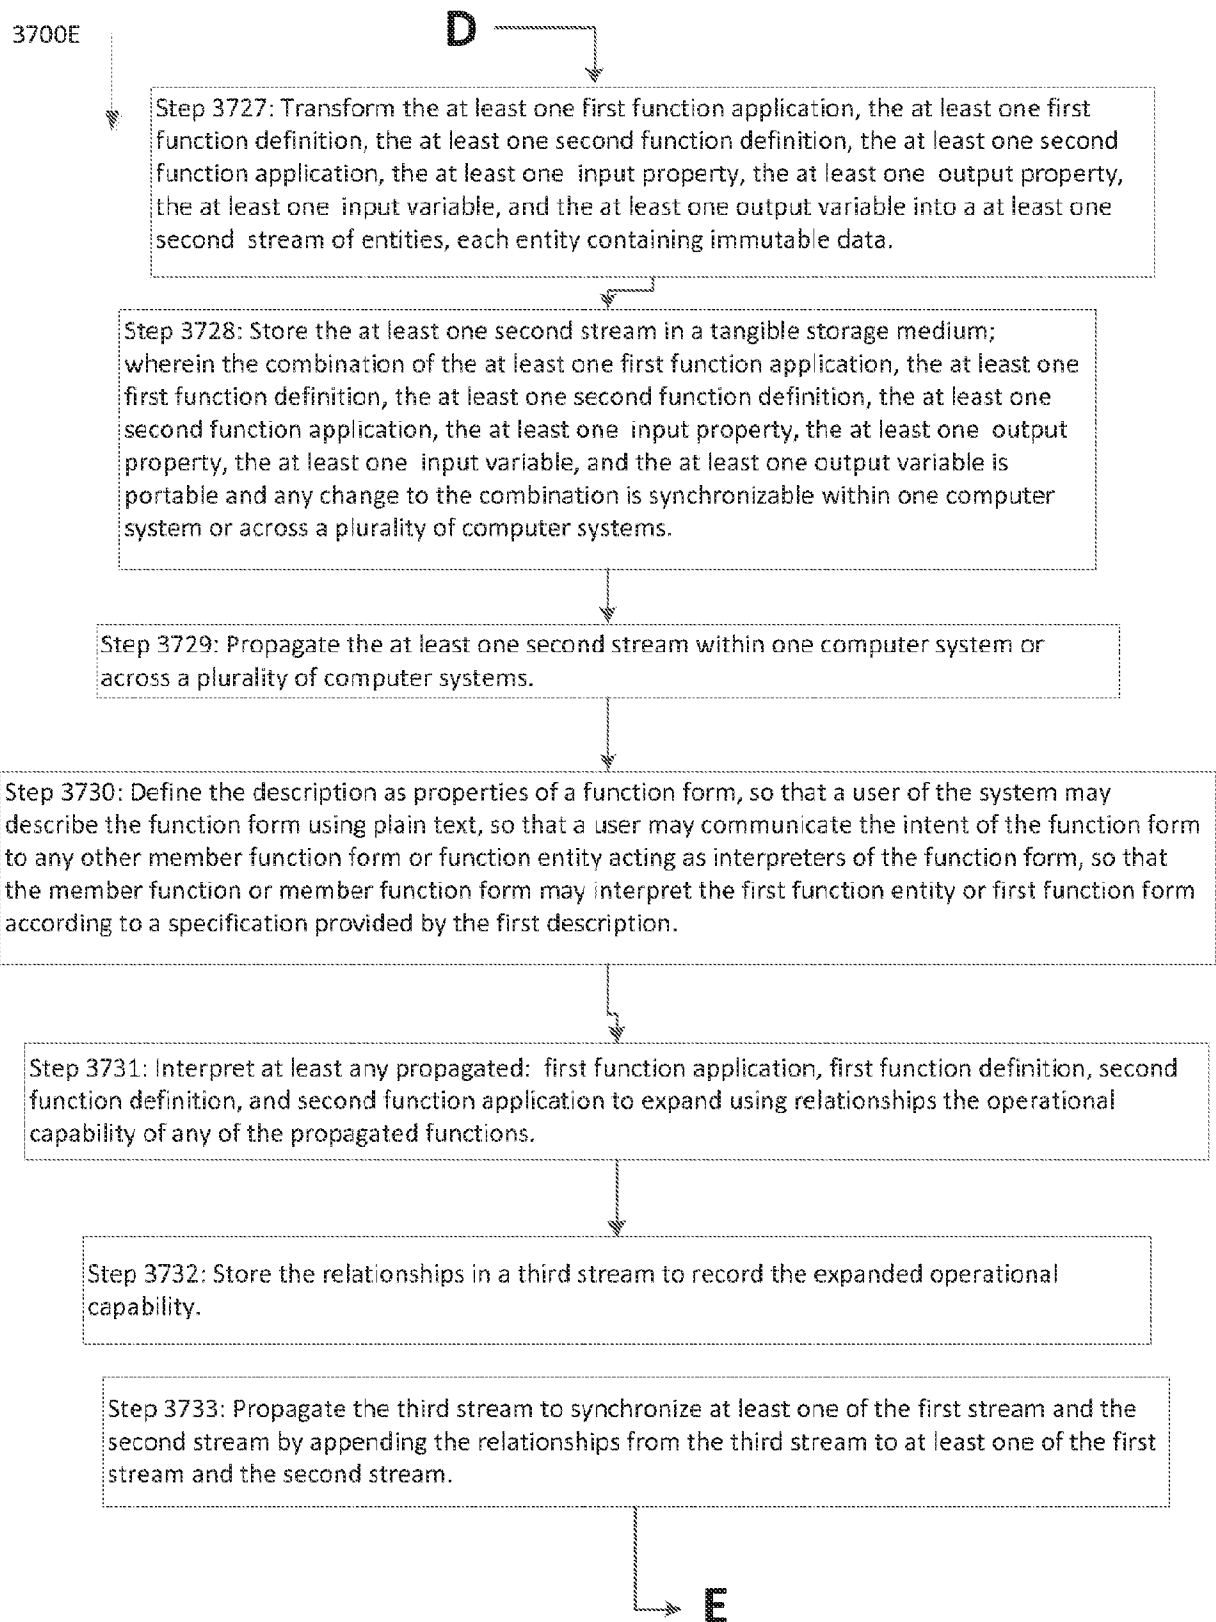 3700E
D
Step 3727: Transform the at least one first function application, the at least one first
function definition, the at least one second function definition, the at least one second
function application, the at least one input property, the at least one output property,
the at least one input variable, and the at least one output variable into a at least one
second stream of entities, each entity containing immutable data.
Step 3728: Store the at least one second stream in a tangible storage medium;
wherein the combination of the at least one first function application, the at least one
first function definition, the at least one second function definition, the at least one
second function application, the at least one input property, the at least one output
property, the at least one input variable, and the at least one output variable is
portable and any change to the combination is synchronizable within one computer
system or across a plurality of computer systems.
Step 3729: Propagate the at least one second stream within one computer system or
across a plurality of computer systems.
Step 3730: Define the description as properties of a function form, so that a user of the system may
describe the function form using plain text, so that a user may communicate the intent of the function form
to any other member function form or function entity acting as interpreters of the function form, so that
the member function or member function form may interpret the first function entity or first function form
according to a specification provided by the first description.
Step 3731: Interpret at least any propagated: first function application, first function definition, second
function definition, and second function application to expand using relationships the operational
capability of any of the propagated functions.
Step 3732: Store the relationships in a third stream to record the expanded operational
capability.
Step 3733: Propagate the third stream to synchronize at least one of the first stream and the
second stream by appending the relationships from the third stream to at least one of the first
stream and the second stream.
E